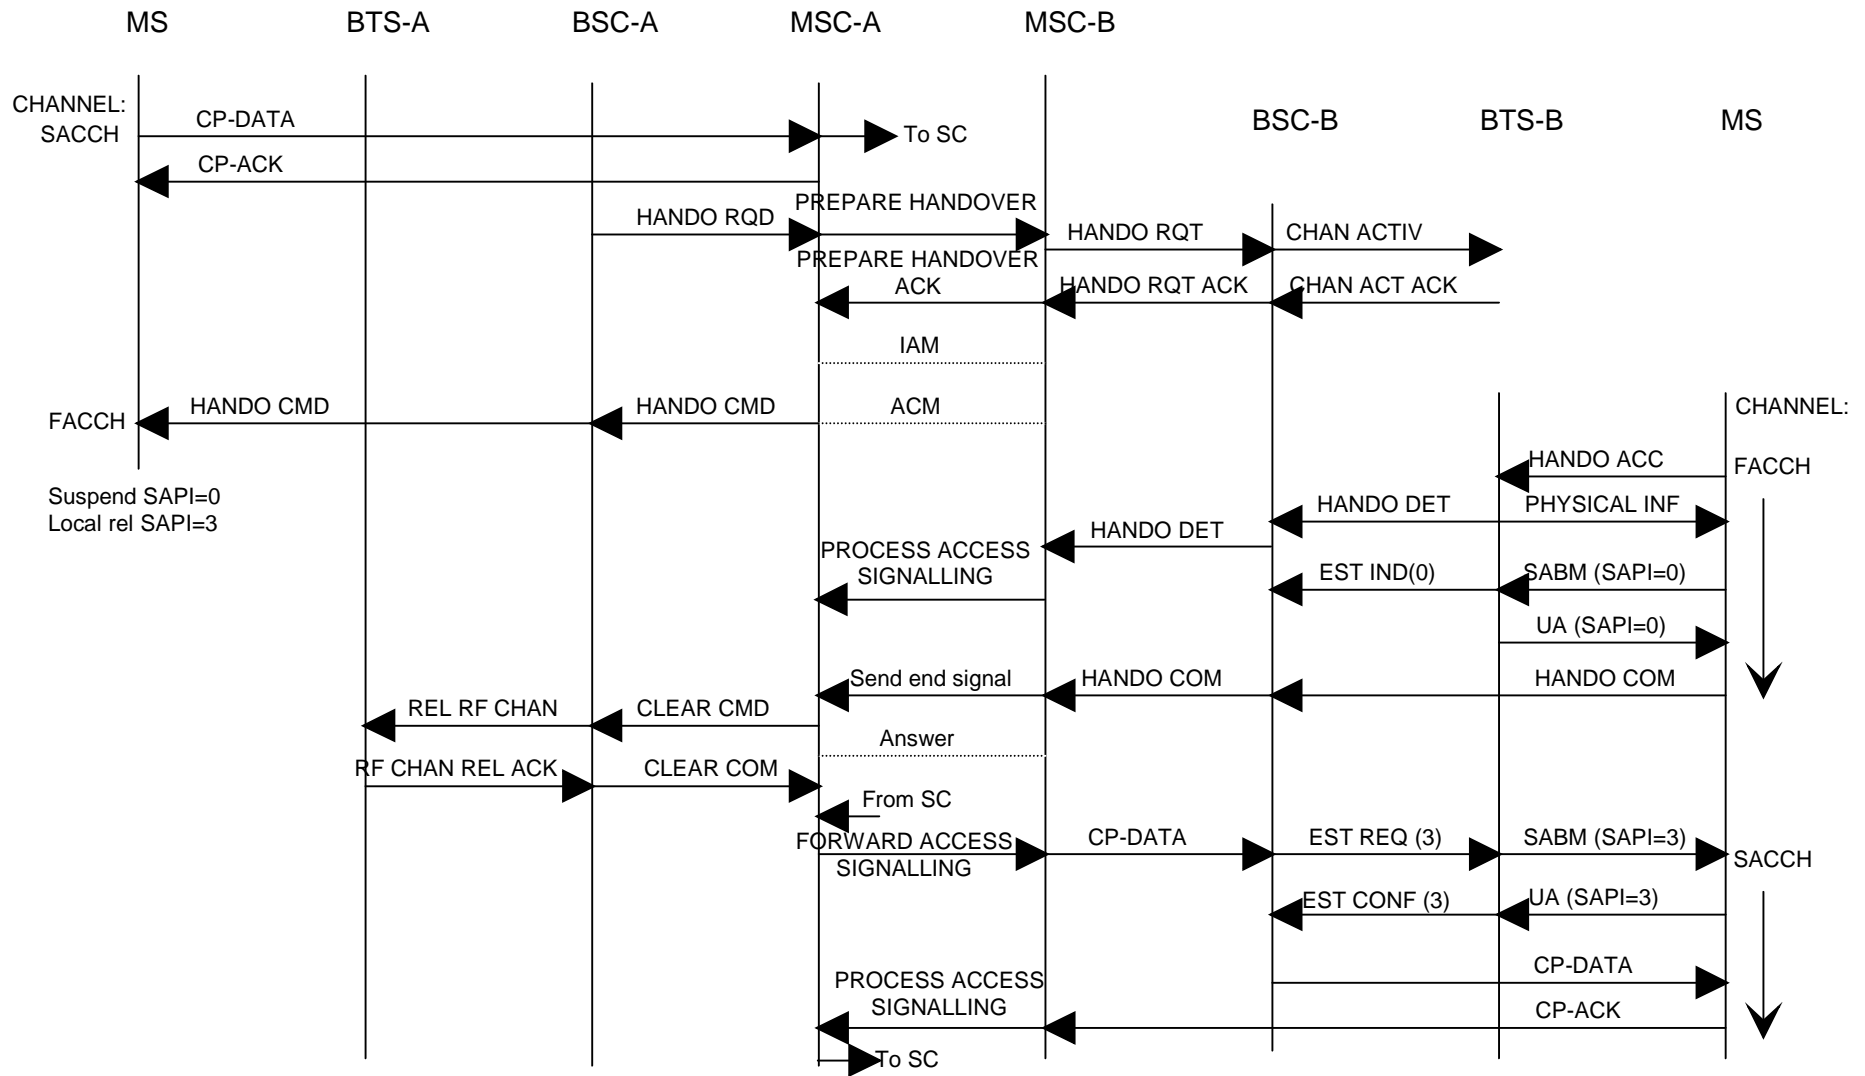 MS BTS-A BSC-A MSC-A MSC-B
BSC-B BTS-B MS
CHANNEL:
SACCH CP-DATA To SC
CP-ACK
HANDO RQD PREPARE HANDOVER HANDO RQT CHAN ACTIV
PREPARE HANDOVER
ACK HANDO RQT ACK CHAN ACT ACK
IAM
FACCH HANDO CMD HANDO CMD ACM CHANNEL:
HANDO ACC FACCH
Suspend SAPI=0
Local rel SAPI=3
HANDO DET PHYSICAL INF
HANDO DET
PROCESS ACCESS
SIGNALLING
EST IND(0) SABM (SAPI=0)
UA (SAPI=0)
Send end signal HANDO COM HANDO COM
REL RF CHAN CLEAR CMD
Answer
RF CHAN REL ACK CLEAR COM
From SC
FORWARD ACCESS
SIGNALLING
CP-DATA EST REQ (3) SABM (SAPI=3)
SACCH
EST CONF (3) UA (SAPI=3)
CP-DATA
PROCESS ACCESS
SIGNALLING
CP-ACK
To SC